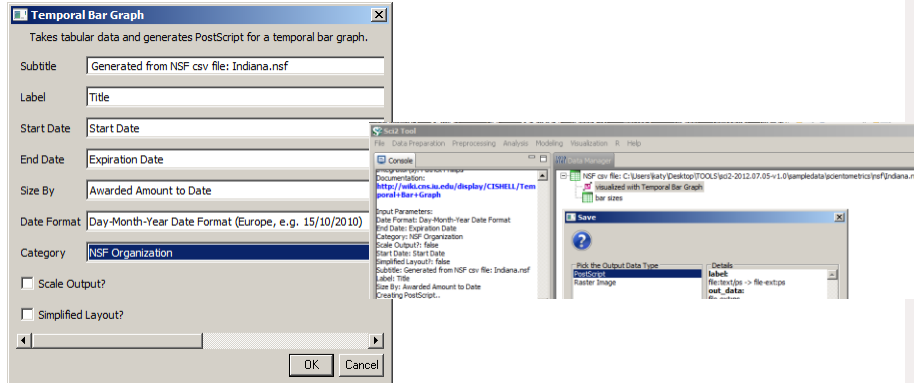 Temporal Bar Graph
Takes tabular data and generates PostScript for a temporal bar graph.
Subtitle
Generated from NSF csv file: Indiana.nsf
Label
Title
Start Date
Start Date
End Date
Expiration Date
Size By
Awarded Amount to Date
Date Format
Day-Month-Year Date Format (Europe, e.g. 15/10/2010)
Category
NSF Organization
Scale Output?
Simplified Layout?
OK
Cancel
Sci2 Tool
File Data Preparation Preprocessing Analysis Modeling Visualization R Help
Console
Documentation:
http://wiki.cns.iu.edu/display/CISHELL/Tem
poral+Bar+Graph
Input Parameters:
Date Format: Day-Month-Year Date Format
End Date: Expiration Date
Category: NSF Organization
Scale Output?: false
Start Date: Start Date
Simplified Layout?: false
Subtitle: Generated from NSF csv file: Indiana.nsf
Label: Title
Size By: Awarded Amount to Date
Creating PostScript..
Data Manager
NSF csv file: C:\Users\katy\Desktop\TOOLS\sci2-2012.07.05-v1.0\sampledata\scientometrics\nsf\Indiana.n
visualized with Temporal Bar Graph
bar sizes
Save
Pick the Output Data Type
PostScript
Raster Image
Details
label:
file:text/ps -> file-ext:ps
out_data: